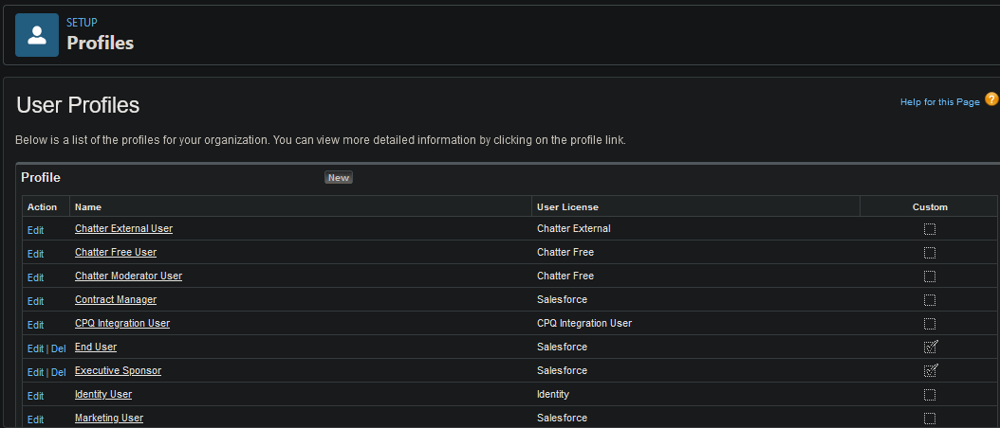 SETUP
Profiles
User Profiles
Help for this Page ?
Below is a list of the profiles for your organization. You can view more detailed information by clicking on the profile link.
Profile New
Action Name User License Custom
Edit Chatter External User Chatter External
Edit Chatter Free User Chatter Free
Edit Chatter Moderator User Chatter Free
Edit Contract Manager Salesforce
Edit CPQ Integration User CPQ Integration User
Edit | Del End User Salesforce
Edit | Del Executive Sponsor Salesforce
Edit Identity User Identity
Edit Marketing User Salesforce